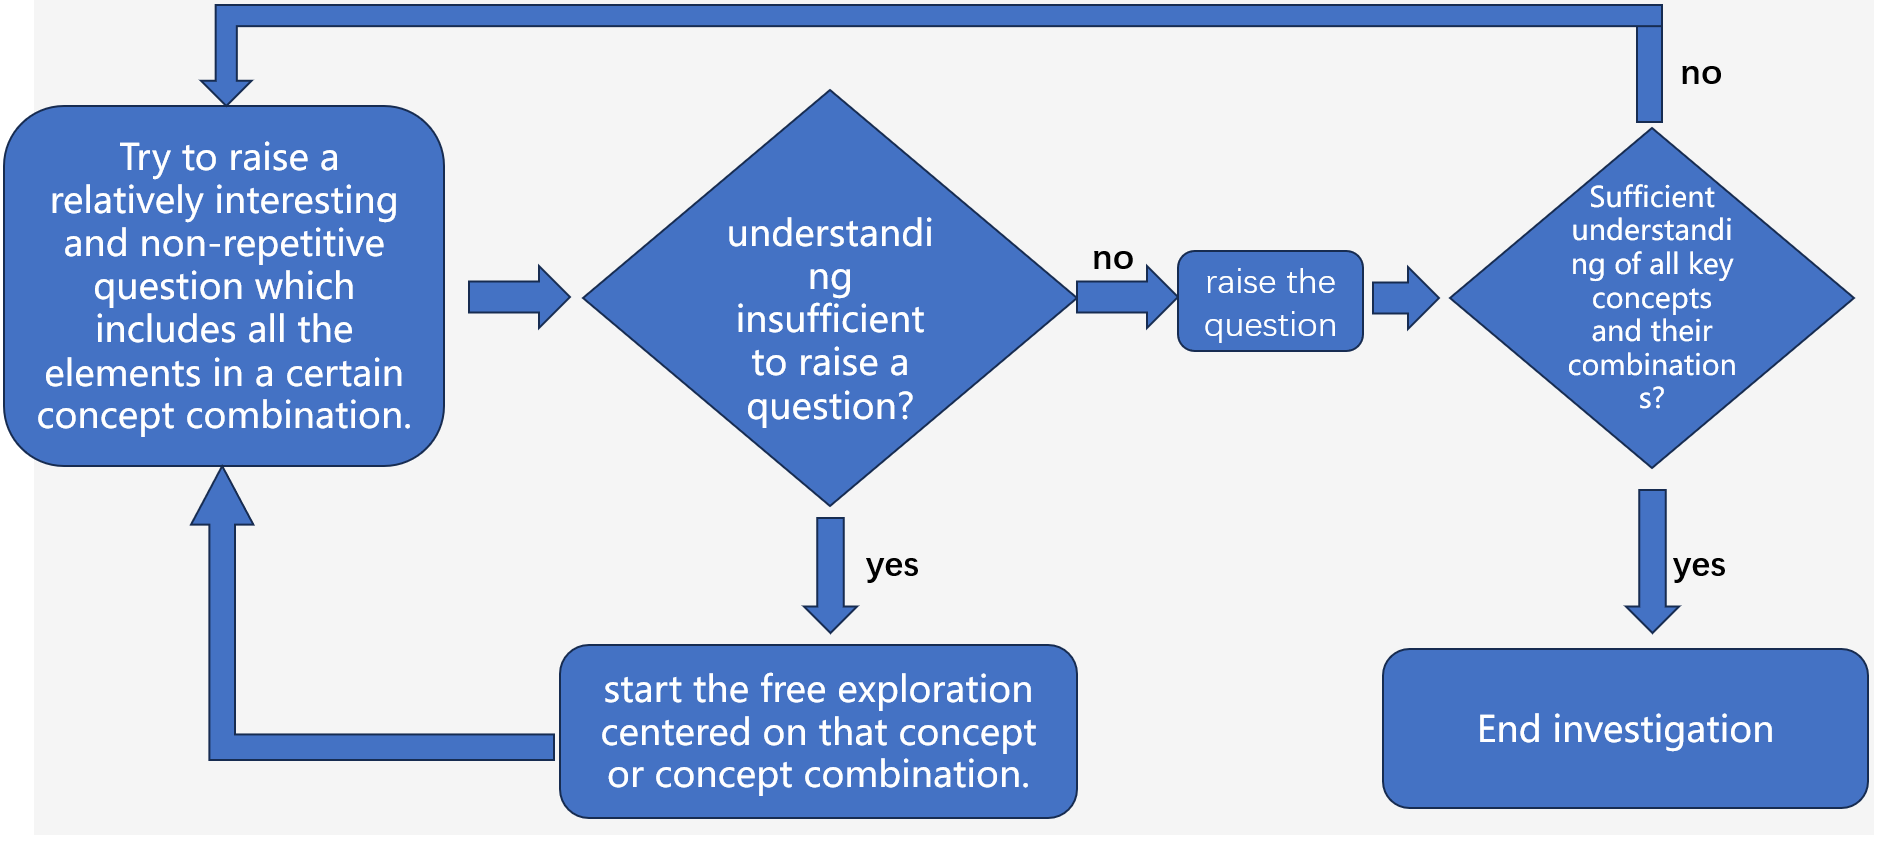 Try to raise a
relatively interesting
and non-repetitive
question which
includes all the
elements in a certain
concept combination.
understandi
ng
insufficient
to raise a
question?
no
raise the
question
Sufficient
understandi
ng of all key
concepts
and their
combination
s?
no
yes
start the free exploration
centered on that concept
or concept combination.
yes
End investigation